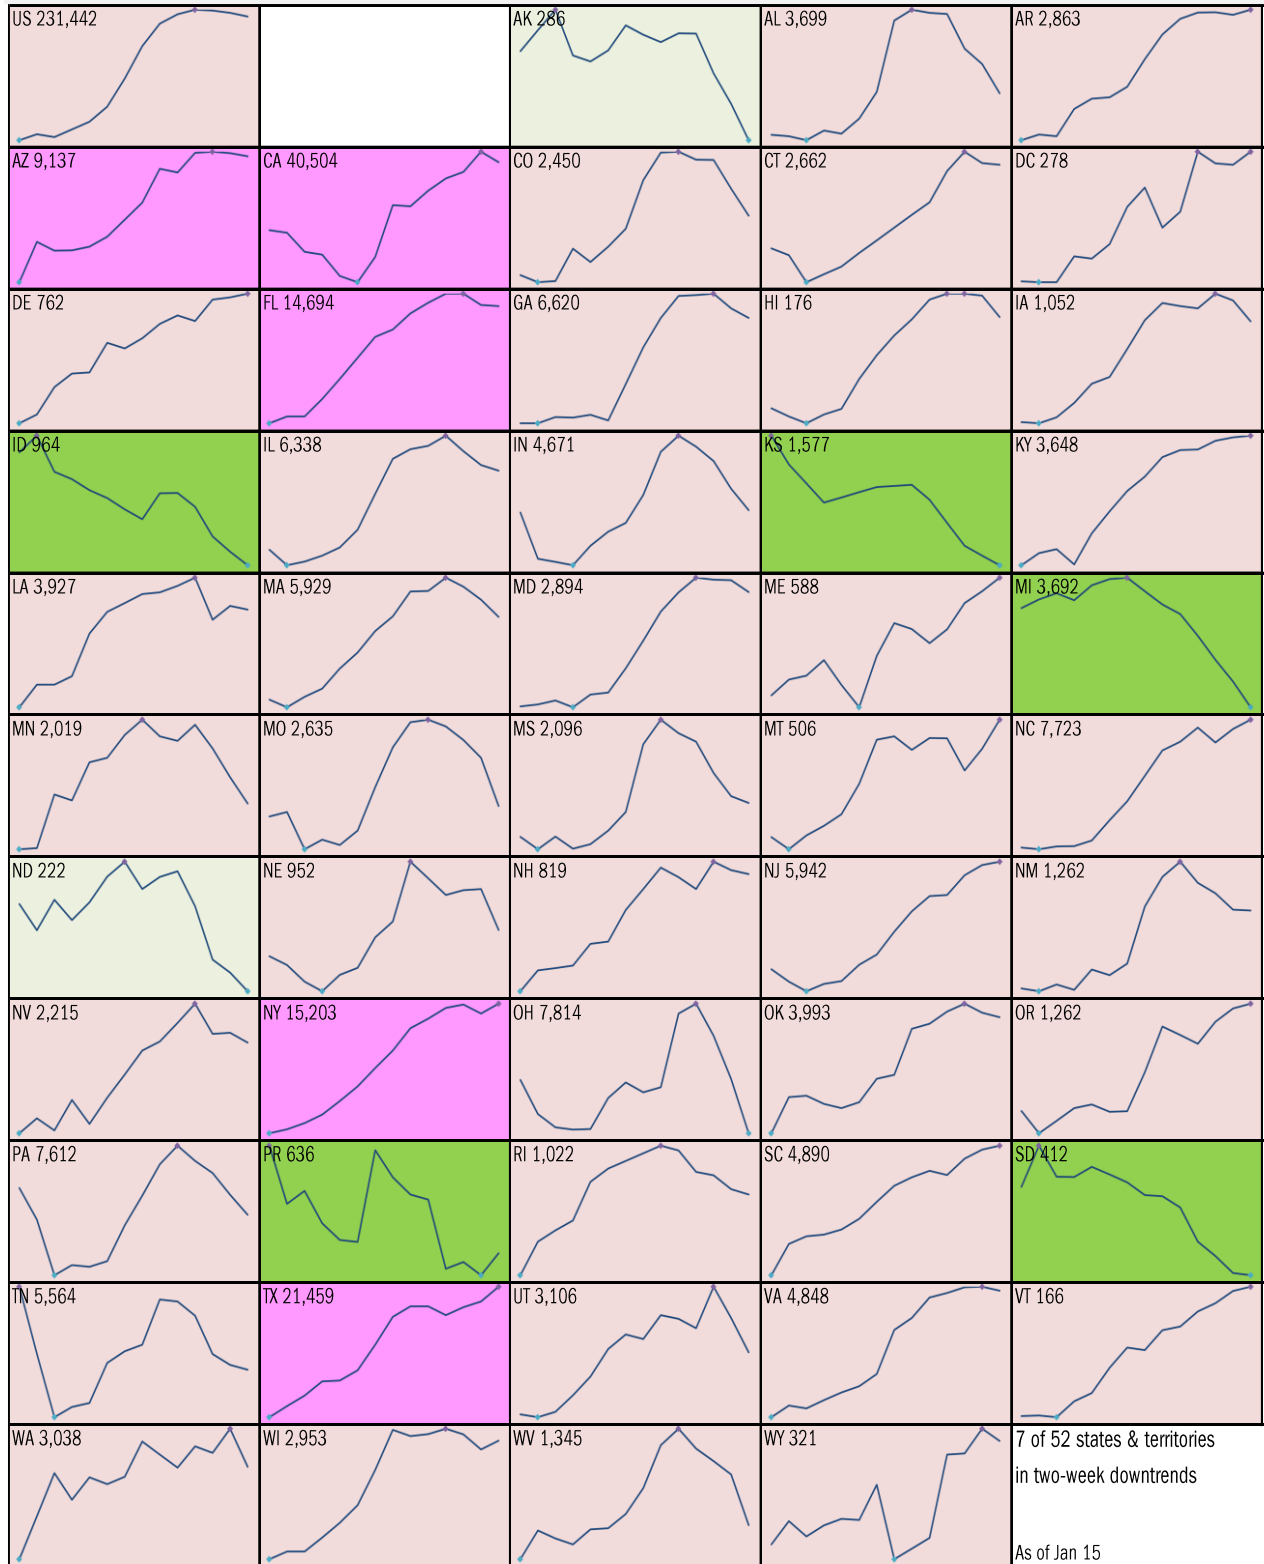 US 231,442
AK 286
AL 3,699
AR 2,863
AZ 9,137
CA 40,504
CO 2,450
CT 2,662
DC 278
DE 762
FL 14,694
GA 6,620
HI 176
IA 1,052
ID 964
IL 6,338
IN 4,671
KS 1,577
KY 3,648
LA 3,927
MA 5,929
MD 2,894
ME 588
MI 3,692
MN 2,019
MO 2,635
MS 2,096
MT 506
NC 7,723
ND 222
NE 952
NH 819
NJ 5,942
NM 1,262
NV 2,215
NY 15,203
OH 7,814
OK 3,993
OR 1,262
PA 7,612
PR 636
RI 1,022
SC 4,890
SD 412
TN 5,564
TX 21,459
UT 3,106
VA 4,848
VT 166
WA 3,038
WI 2,953
WV 1,345
WY 321
7 of 52 states & territories
in two-week downtrends
As of Jan 15